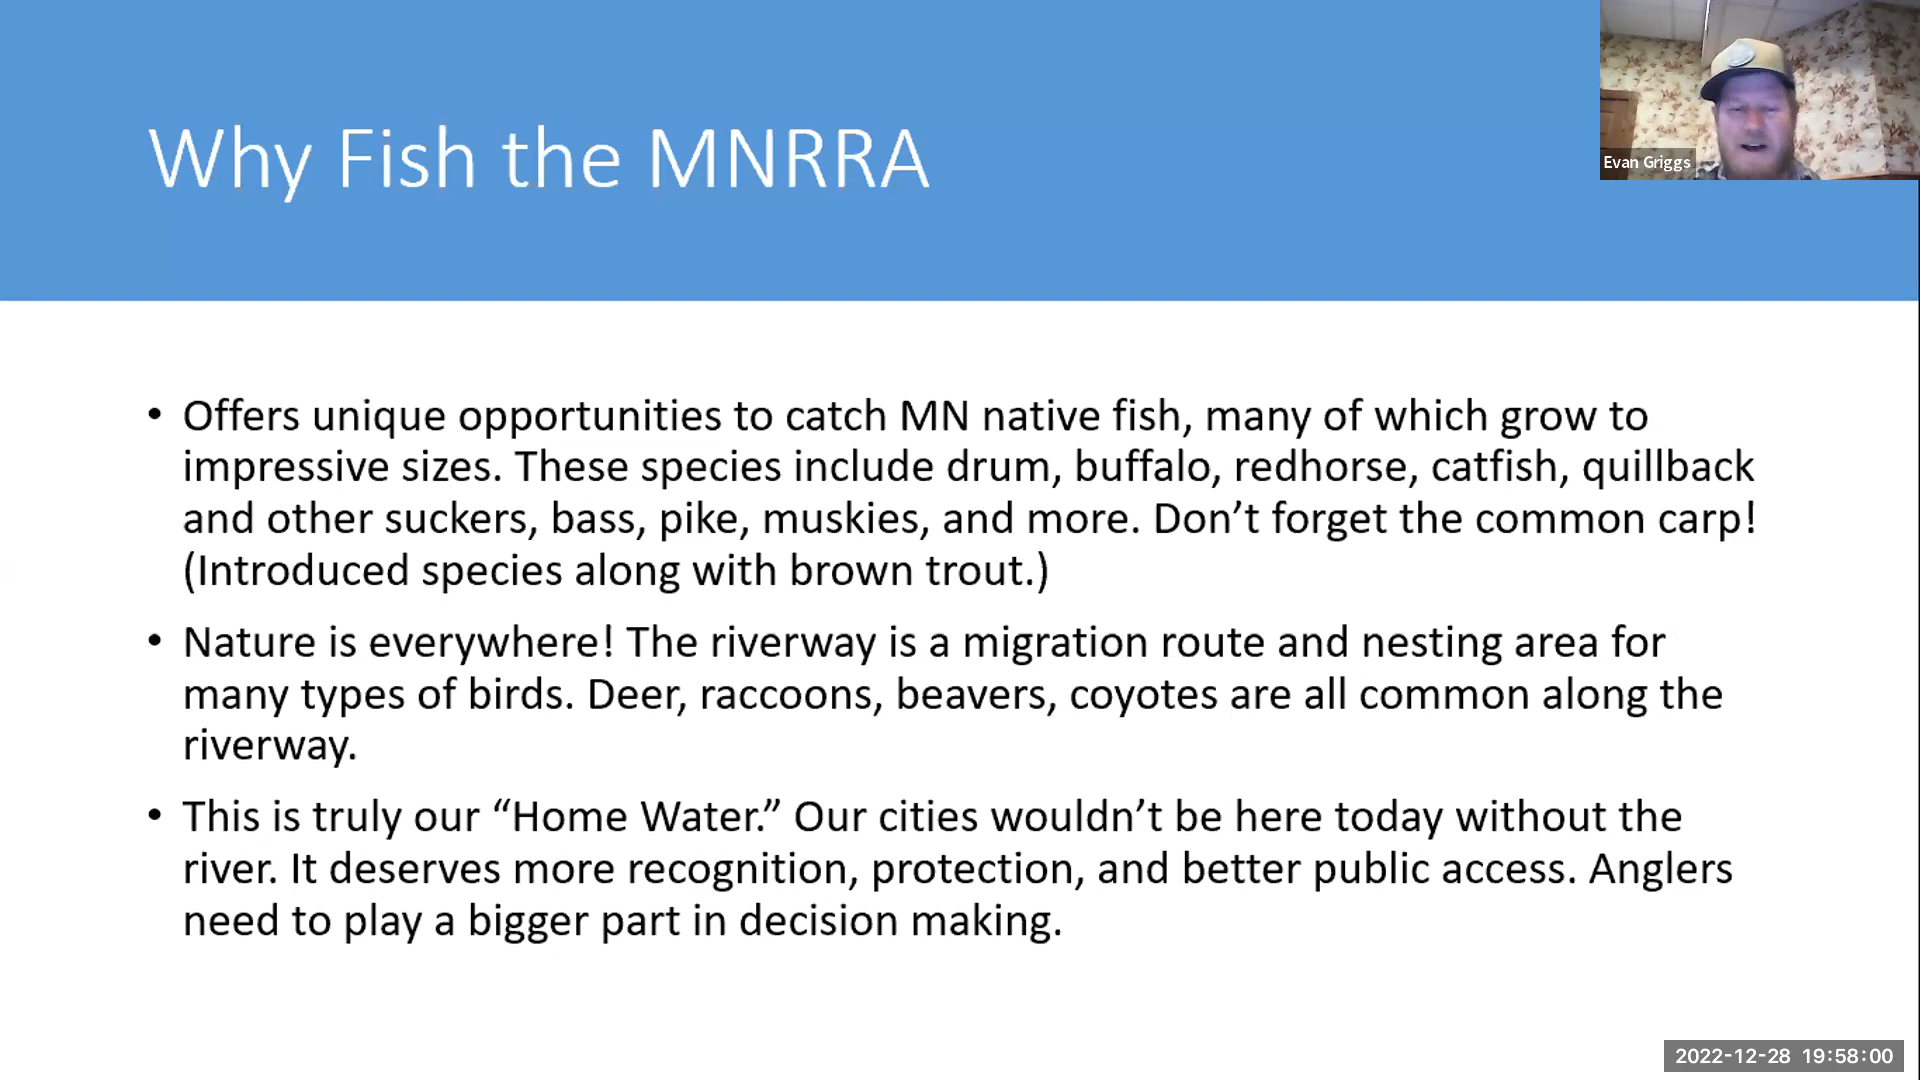 Why Fish the MNRRA
Evan Griggs
• Offers unique opportunities to catch MN native fish, many of which grow to
impressive sizes. These species include drum, buffalo, redhorse, catfish, quillback
and other suckers, bass, pike, muskies, and more. Don’t forget the common carp!
(Introduced species along with brown trout.)
• Nature is everywhere! The riverway is a migration route and nesting area for
many types of birds. Deer, raccoons, beavers, coyotes are all common along the
riverway.
• This is truly our “Home Water.” Our cities wouldn’t be here today without the
river. It deserves more recognition, protection, and better public access. Anglers
need to play a bigger part in decision making.
2022-12-28 19:58:00